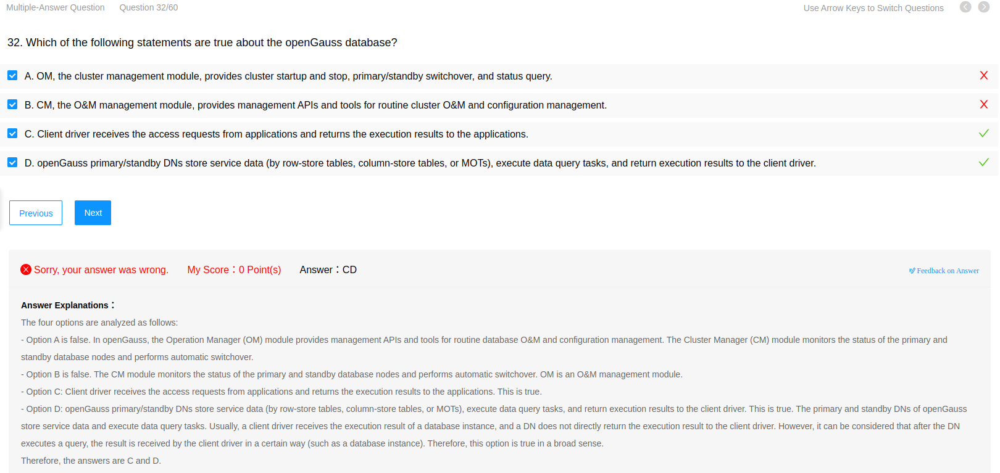 Multiple-Answer Question Question 32/60 Use Arrow Keys to Switch Questions
32. Which of the following statements are true about the openGauss database?
A. OM, the cluster management module, provides cluster startup and stop, primary/standby switchover, and status query.
B. CM, the O&M management module, provides management APIs and tools for routine cluster O&M and configuration management.
C. Client driver receives the access requests from applications and returns the execution results to the applications.
D. openGauss primary/standby DNs store service data (by row-store tables, column-store tables, or MOTs), execute data query tasks, and return execution results to the client driver.
Previous Next
Sorry, your answer was wrong. My Score：0 Point(s) Answer：CD Feedback on Answer
Answer Explanations：
The four options are analyzed as follows:
- Option A is false. In openGauss, the Operation Manager (OM) module provides management APIs and tools for routine database O&M and configuration management. The Cluster Manager (CM) module monitors the status of the primary and
standby database nodes and performs automatic switchover.
- Option B is false. The CM module monitors the status of the primary and standby database nodes and performs automatic switchover. OM is an O&M management module.
- Option C: Client driver receives the access requests from applications and returns the execution results to the applications. This is true.
- Option D: openGauss primary/standby DNs store service data (by row-store tables, column-store tables, or MOTs), execute data query tasks, and return execution results to the client driver. This is true. The primary and standby DNs of openGauss
store service data and execute data query tasks. Usually, a client driver receives the execution result of a database instance, and a DN does not directly return the execution result to the client driver. However, it can be considered that after the DN
executes a query, the result is received by the client driver in a certain way (such as a database instance). Therefore, this option is true in a broad sense.
Therefore, the answers are C and D.